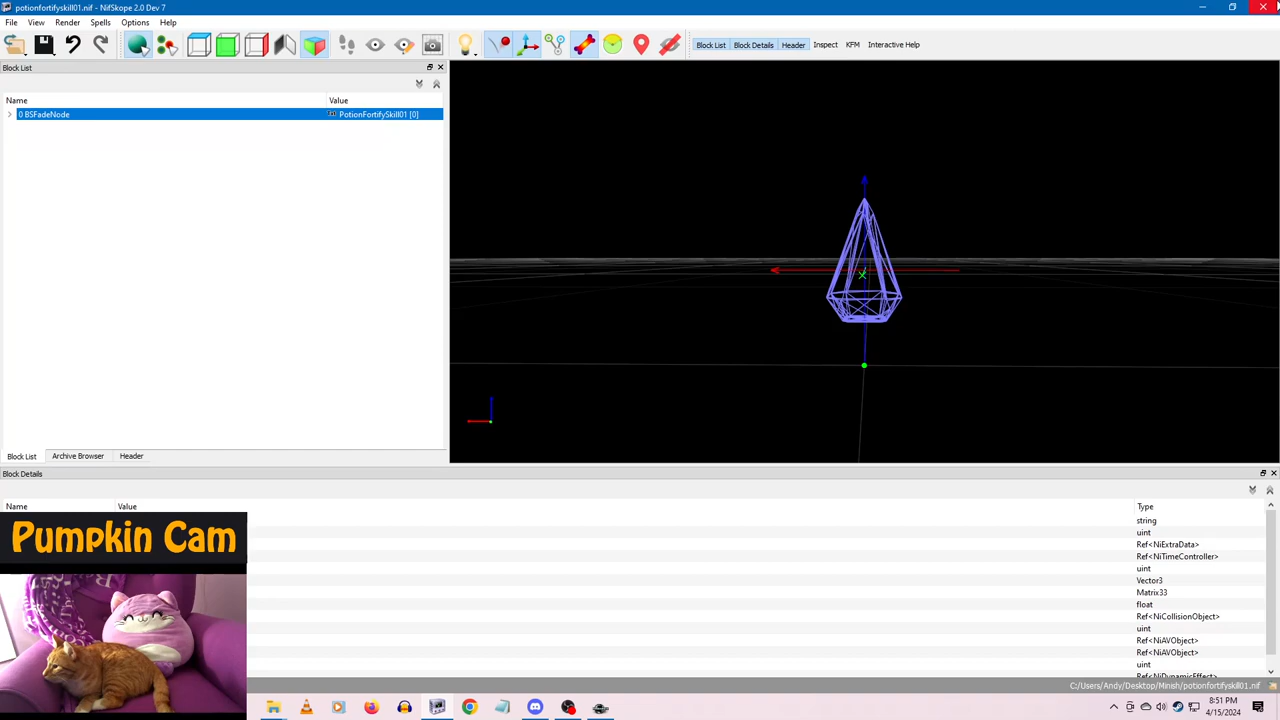 potionfortifyskill01.nif - NifSkope 2.0 Dev 7
File View Render Spells Options Help
Block List Block Details Header Inspect KFM Interactive Help
Block List
Name Value
0 BSFadeNode PotionFortifySkill01 [0]
Block List Archive Browser Header
Block Details
Name Value Type
string
uint
Ref<NiExtraData>
Ref<NiTimeController>
uint
Vector3
Matrix33
float
Ref<NiCollisionObject>
uint
Ref<NiAVObject>
Ref<NiAVObject>
uint
Ref<NiDynamicEffect>
Pumpkin Cam
C:/Users/Andy/Desktop/Minish/potionfortifyskill01.nif
8:51 PM
4/15/2024